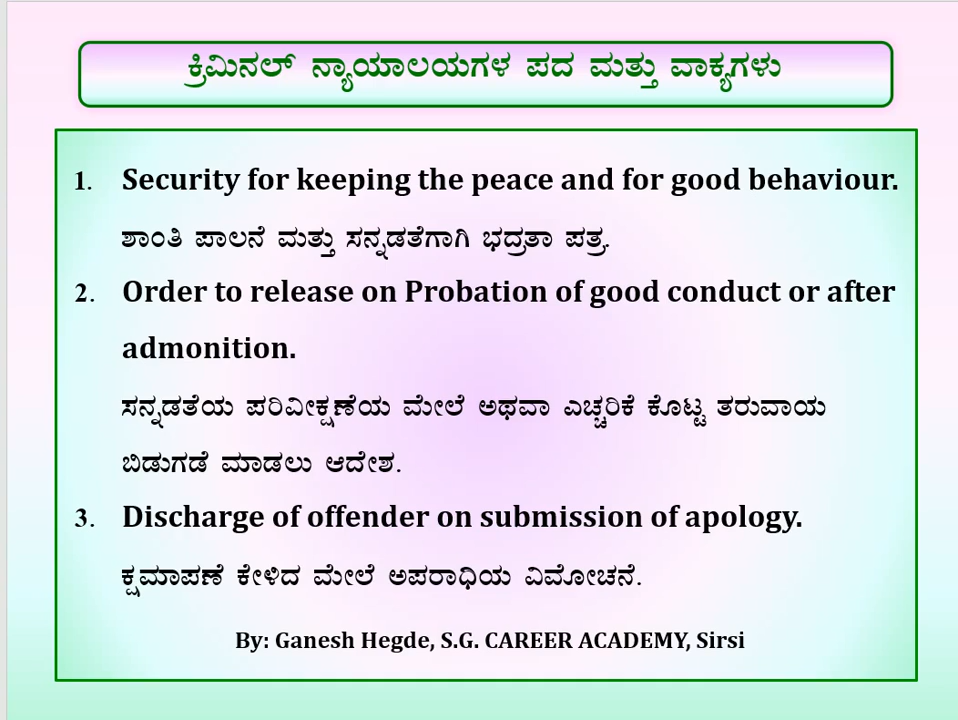 ಕ್ರಿಮಿನಲ್ ನ್ಯಾಯಾಲಯಗಳ ಪದ ಮತ್ತು ವಾಕ್ಯಗಳು
1. Security for keeping the peace and for good behaviour.
ಶಾಂತಿ ಪಾಲನೆ ಮತ್ತು ಸನ್ನಡತೆಗಾಗಿ ಭದ್ರತಾ ಪತ್ರ.
2. Order to release on Probation of good conduct or after
admonition.
ಸನ್ನಡತೆಯ ಪರಿವೀಕ್ಷಣೆಯ ಮೇಲೆ ಅಥವಾ ಎಚ್ಚರಿಕೆ ಕೊಟ್ಟ ತರುವಾಯ
ಬಿಡುಗಡೆ ಮಾಡಲು ಆದೇಶ.
3. Discharge of offender on submission of apology.
ಕ್ಷಮಾಪಣೆ ಕೇಳಿದ ಮೇಲೆ ಅಪರಾಧಿಯ ವಿಮೋಚನೆ.
By: Ganesh Hegde, S.G. CAREER ACADEMY, Sirsi